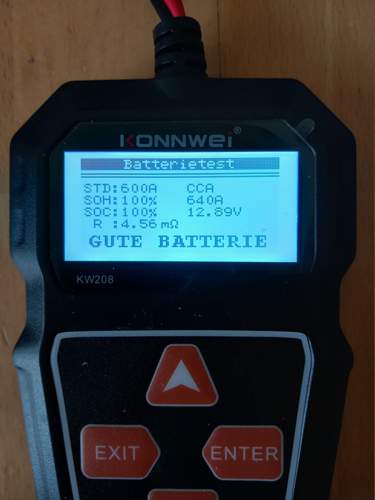 KONNWEI®
Batterietest
STD:600A CCA
SOH:100% 640A
SOC:100% 12.89V
R :4.56mΩ
GUTE BATTERIE
KW208
EXIT ENTER